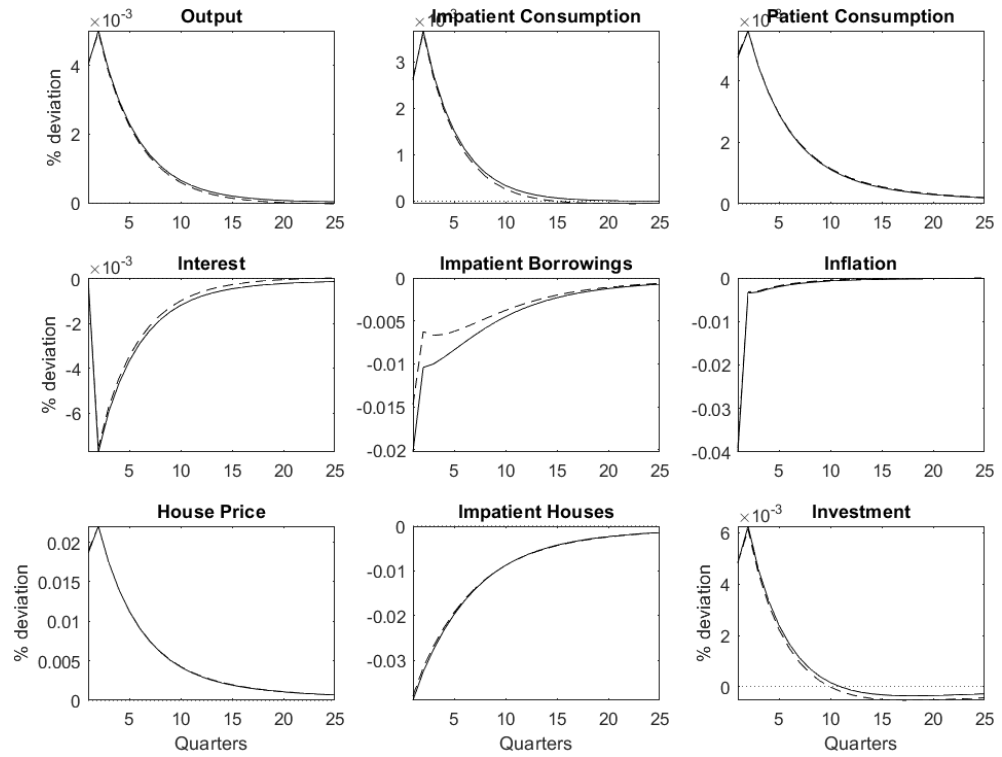 ×10⁻³ Output
% deviation
4
2
0
5 10 15 20 25
×10⁻³ Impatient Consumption
3
2
1
0
5 10 15 20 25
×10⁻³ Patient Consumption
4
2
0
5 10 15 20 25
×10⁻³ Interest
% deviation
0
-2
-4
-6
5 10 15 20 25
Impatient Borrowings
0
-0.005
-0.01
-0.015
-0.02
5 10 15 20 25
Inflation
0
-0.01
-0.02
-0.03
-0.04
5 10 15 20 25
House Price
% deviation
0.02
0.015
0.01
0.005
0
5 10 15 20 25
Quarters
Impatient Houses
0
-0.01
-0.02
-0.03
5 10 15 20 25
Quarters
×10⁻³ Investment
% deviation
6
4
2
0
5 10 15 20 25
Quarters